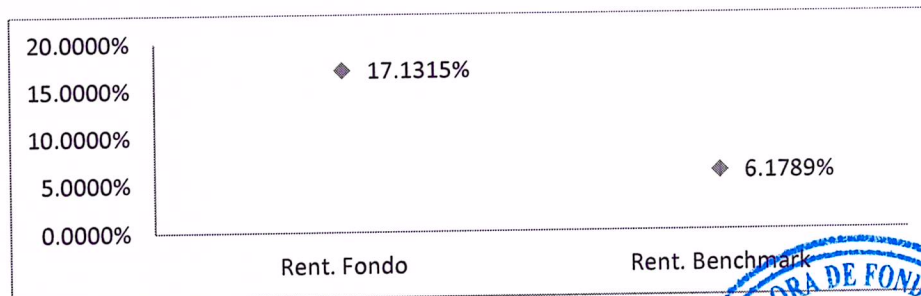 20.0000%
15.0000%
10.0000%
5.0000%
0.0000%
17.1315%
6.1789%
Rent. Fondo
Rent. Benchmark
DE